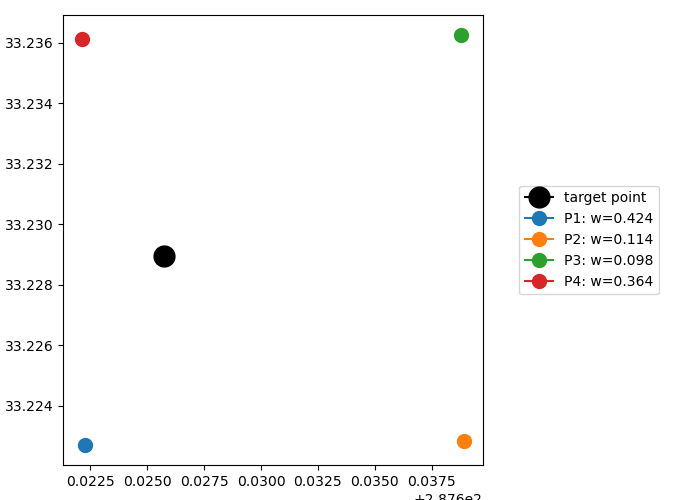 33.236
33.234
33.232
33.230
33.228
33.226
33.224
0.0225 0.0250 0.0275 0.0300 0.0325 0.0350 0.0375
+2.876e2
target point
P1: w=0.424
P2: w=0.114
P3: w=0.098
P4: w=0.364